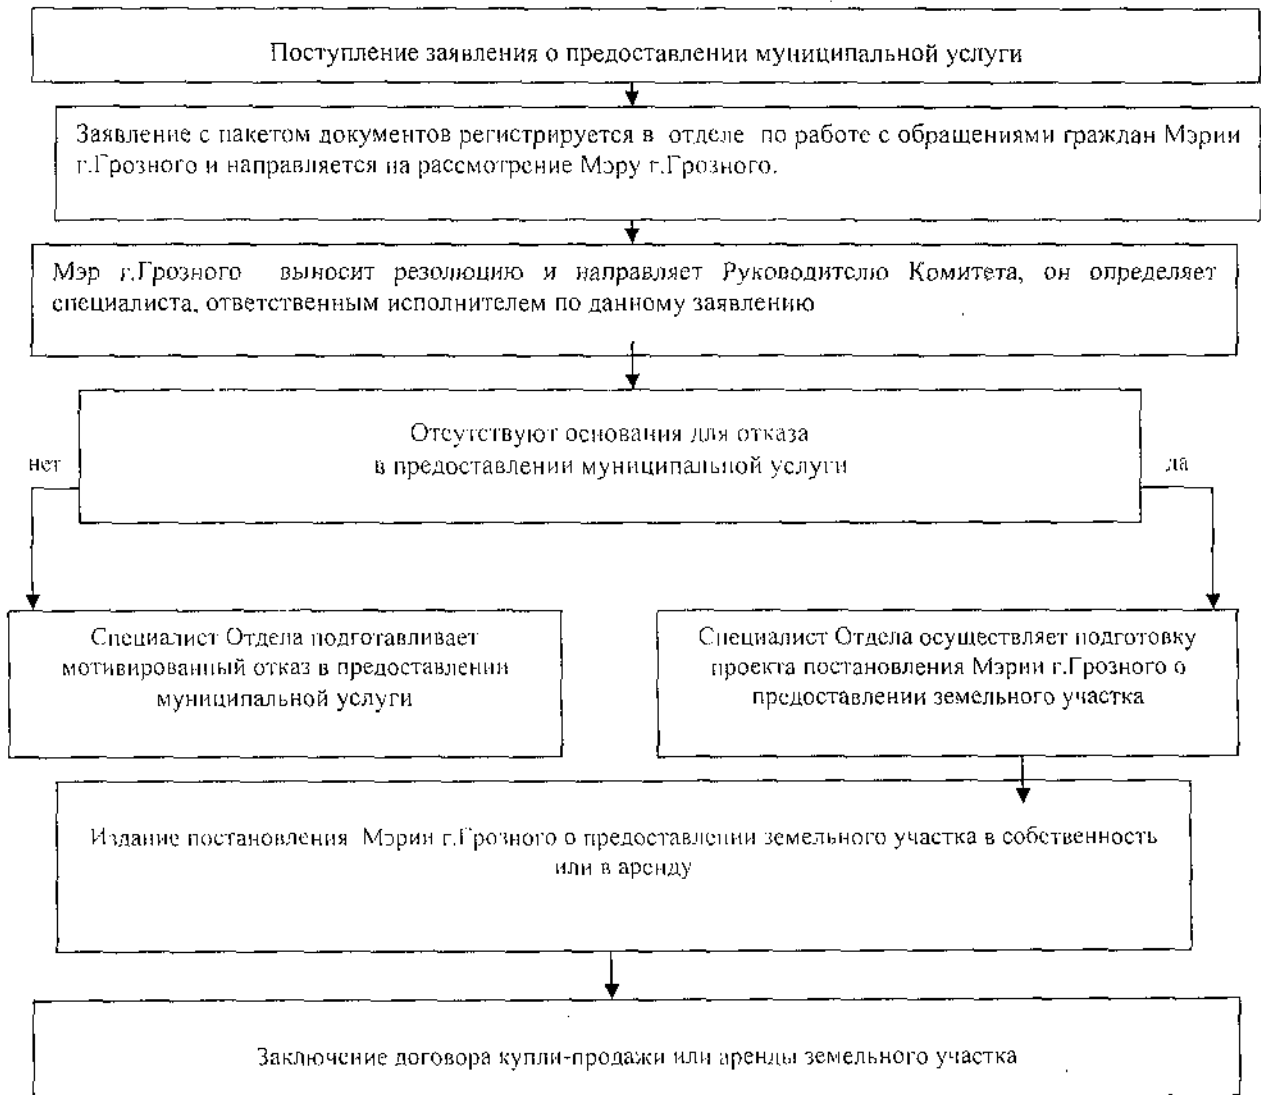 Поступление заявления о предоставлении муниципальной услуги
Заявление с пакетом документов регистрируется в отделе по работе с обращениями граждан Мэрии
г.Грозного и направляется на рассмотрение Мэру г.Грозного.
Мэр г.Грозного выносит резолюцию и направляет Руководителю Комитета, он определяет
специалиста, ответственным исполнителем по данному заявлению
Отсутствуют основания для отказа
в предоставлении муниципальной услуги
нет
да
Специалист Отдела подготавливает
мотивированный отказ в предоставлении
муниципальной услуги
Специалист Отдела осуществляет подготовку
проекта постановления Мэрии г.Грозного о
предоставлении земельного участка
Издание постановления Мэрии г.Грозного о предоставлении земельного участка в собственность
или в аренду
Заключение договора купли-продажи или аренды земельного участка